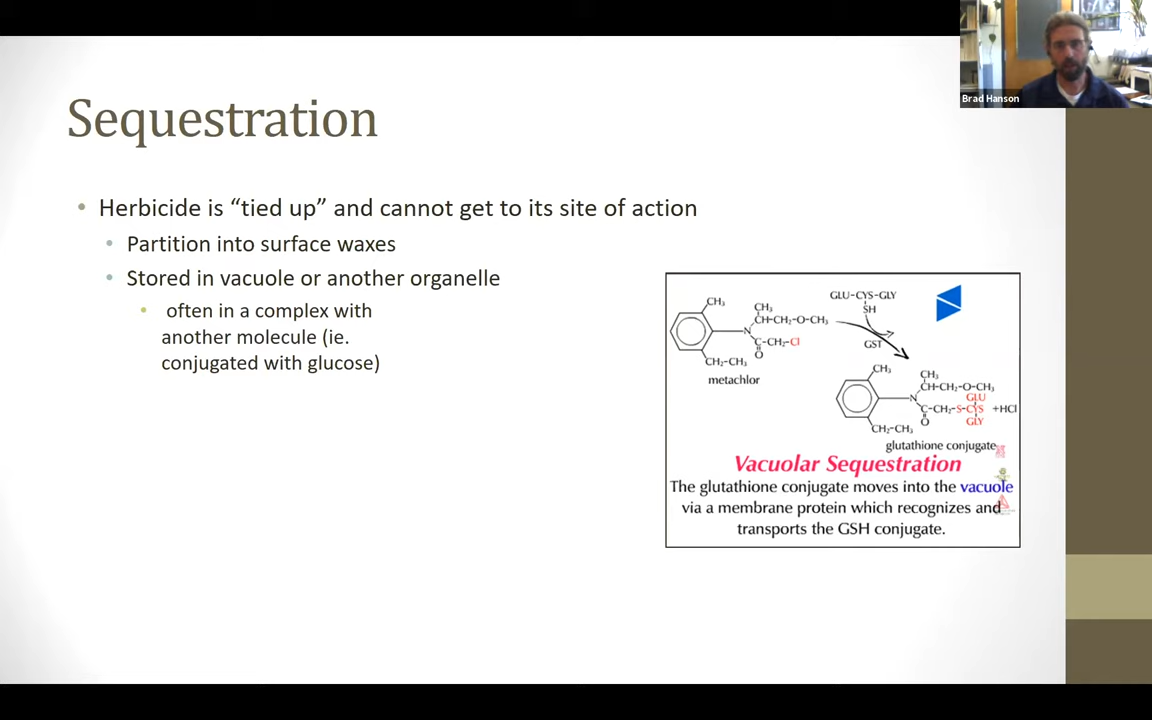 Brad Hanson
Sequestration
• Herbicide is “tied up” and cannot get to its site of action
• Partition into surface waxes
• Stored in vacuole or another organelle
• often in a complex with
another molecule (ie.
conjugated with glucose)
CH₃
CH₃
CH-CH₂-O-CH₃
N
C-CH₂-Cl
O
CH₂-CH₃
metachlor
GLU-CYS-GLY
SH
GST
CH₃
CH₃
CH-CH₂-O-CH₃
N
GLU
C-CH₂-S-CYS +HCl
O
GLY
CH₂-CH₃
glutathione conjugate
Vacuolar Sequestration
The glutathione conjugate moves into the vacuole
via a membrane protein which recognizes and
transports the GSH conjugate.